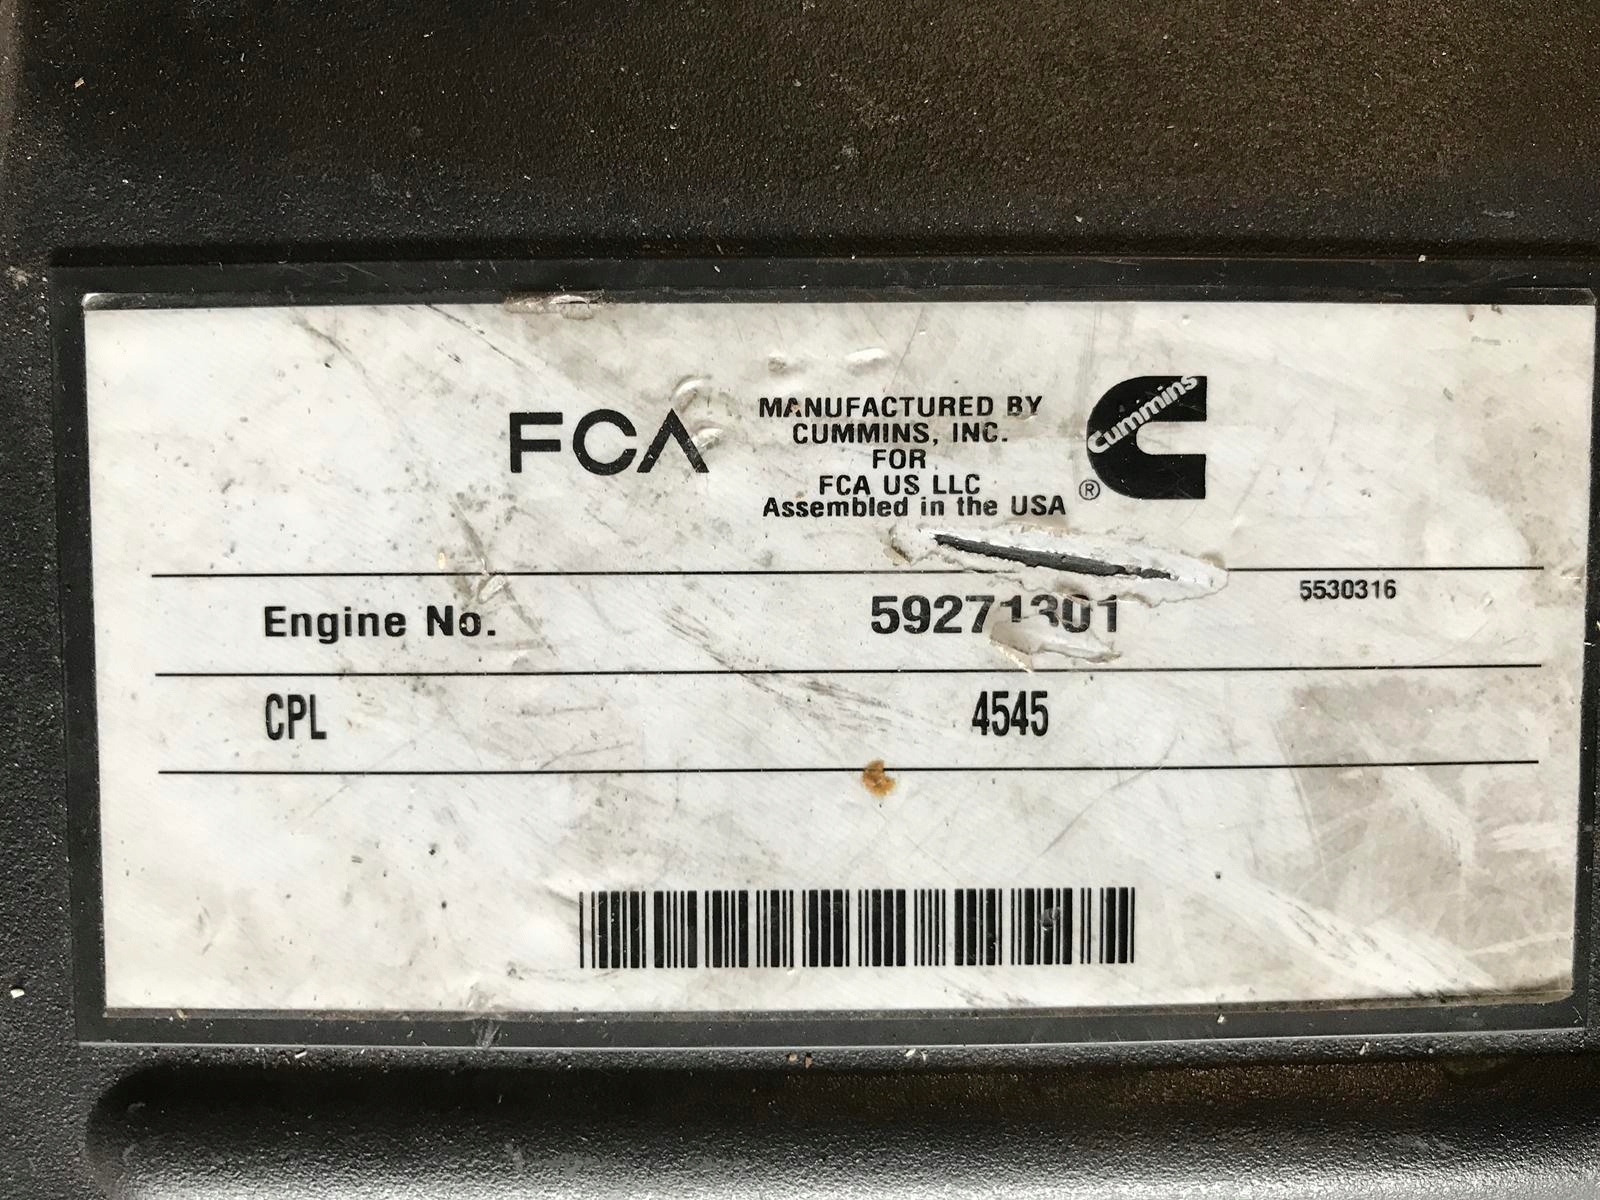 FCA
MANUFACTURED BY
CUMMINS, INC.
FOR
FCA US LLC
Assembled in the USA
Cummins
®
5530316
Engine No. 59271301
CPL 4545